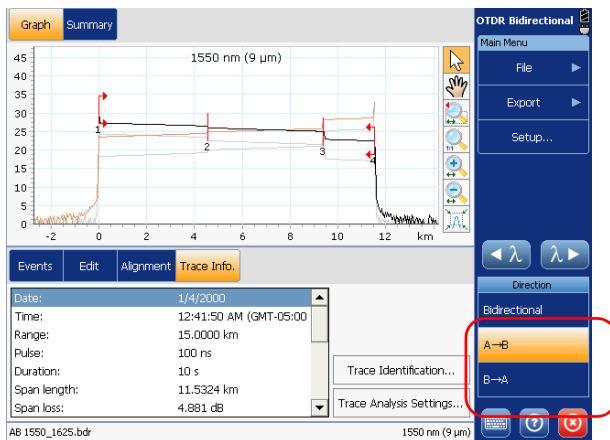 Graph Summary
OTDR Bidirectional
Main Menu
File
Export
Setup...
1550 nm (9 µm)
45
40
35
30
25
20
15
10
5
0
1
2
3
4
-2 0 2 4 6 8 10 12 km
1:1
Events Edit Alignment Trace Info.
Date: 1/4/2000
Time: 12:41:50 AM (GMT-05:00
Range: 15.0000 km
Pulse: 100 ns
Duration: 10 s
Span length: 11.5324 km
Span loss: 4.881 dB
Trace Identification...
Trace Analysis Settings...
◄ λ λ ►
Direction
Bidirectional
A→B
B→A
AB 1550_1625.bdr
1550 nm (9 µm)